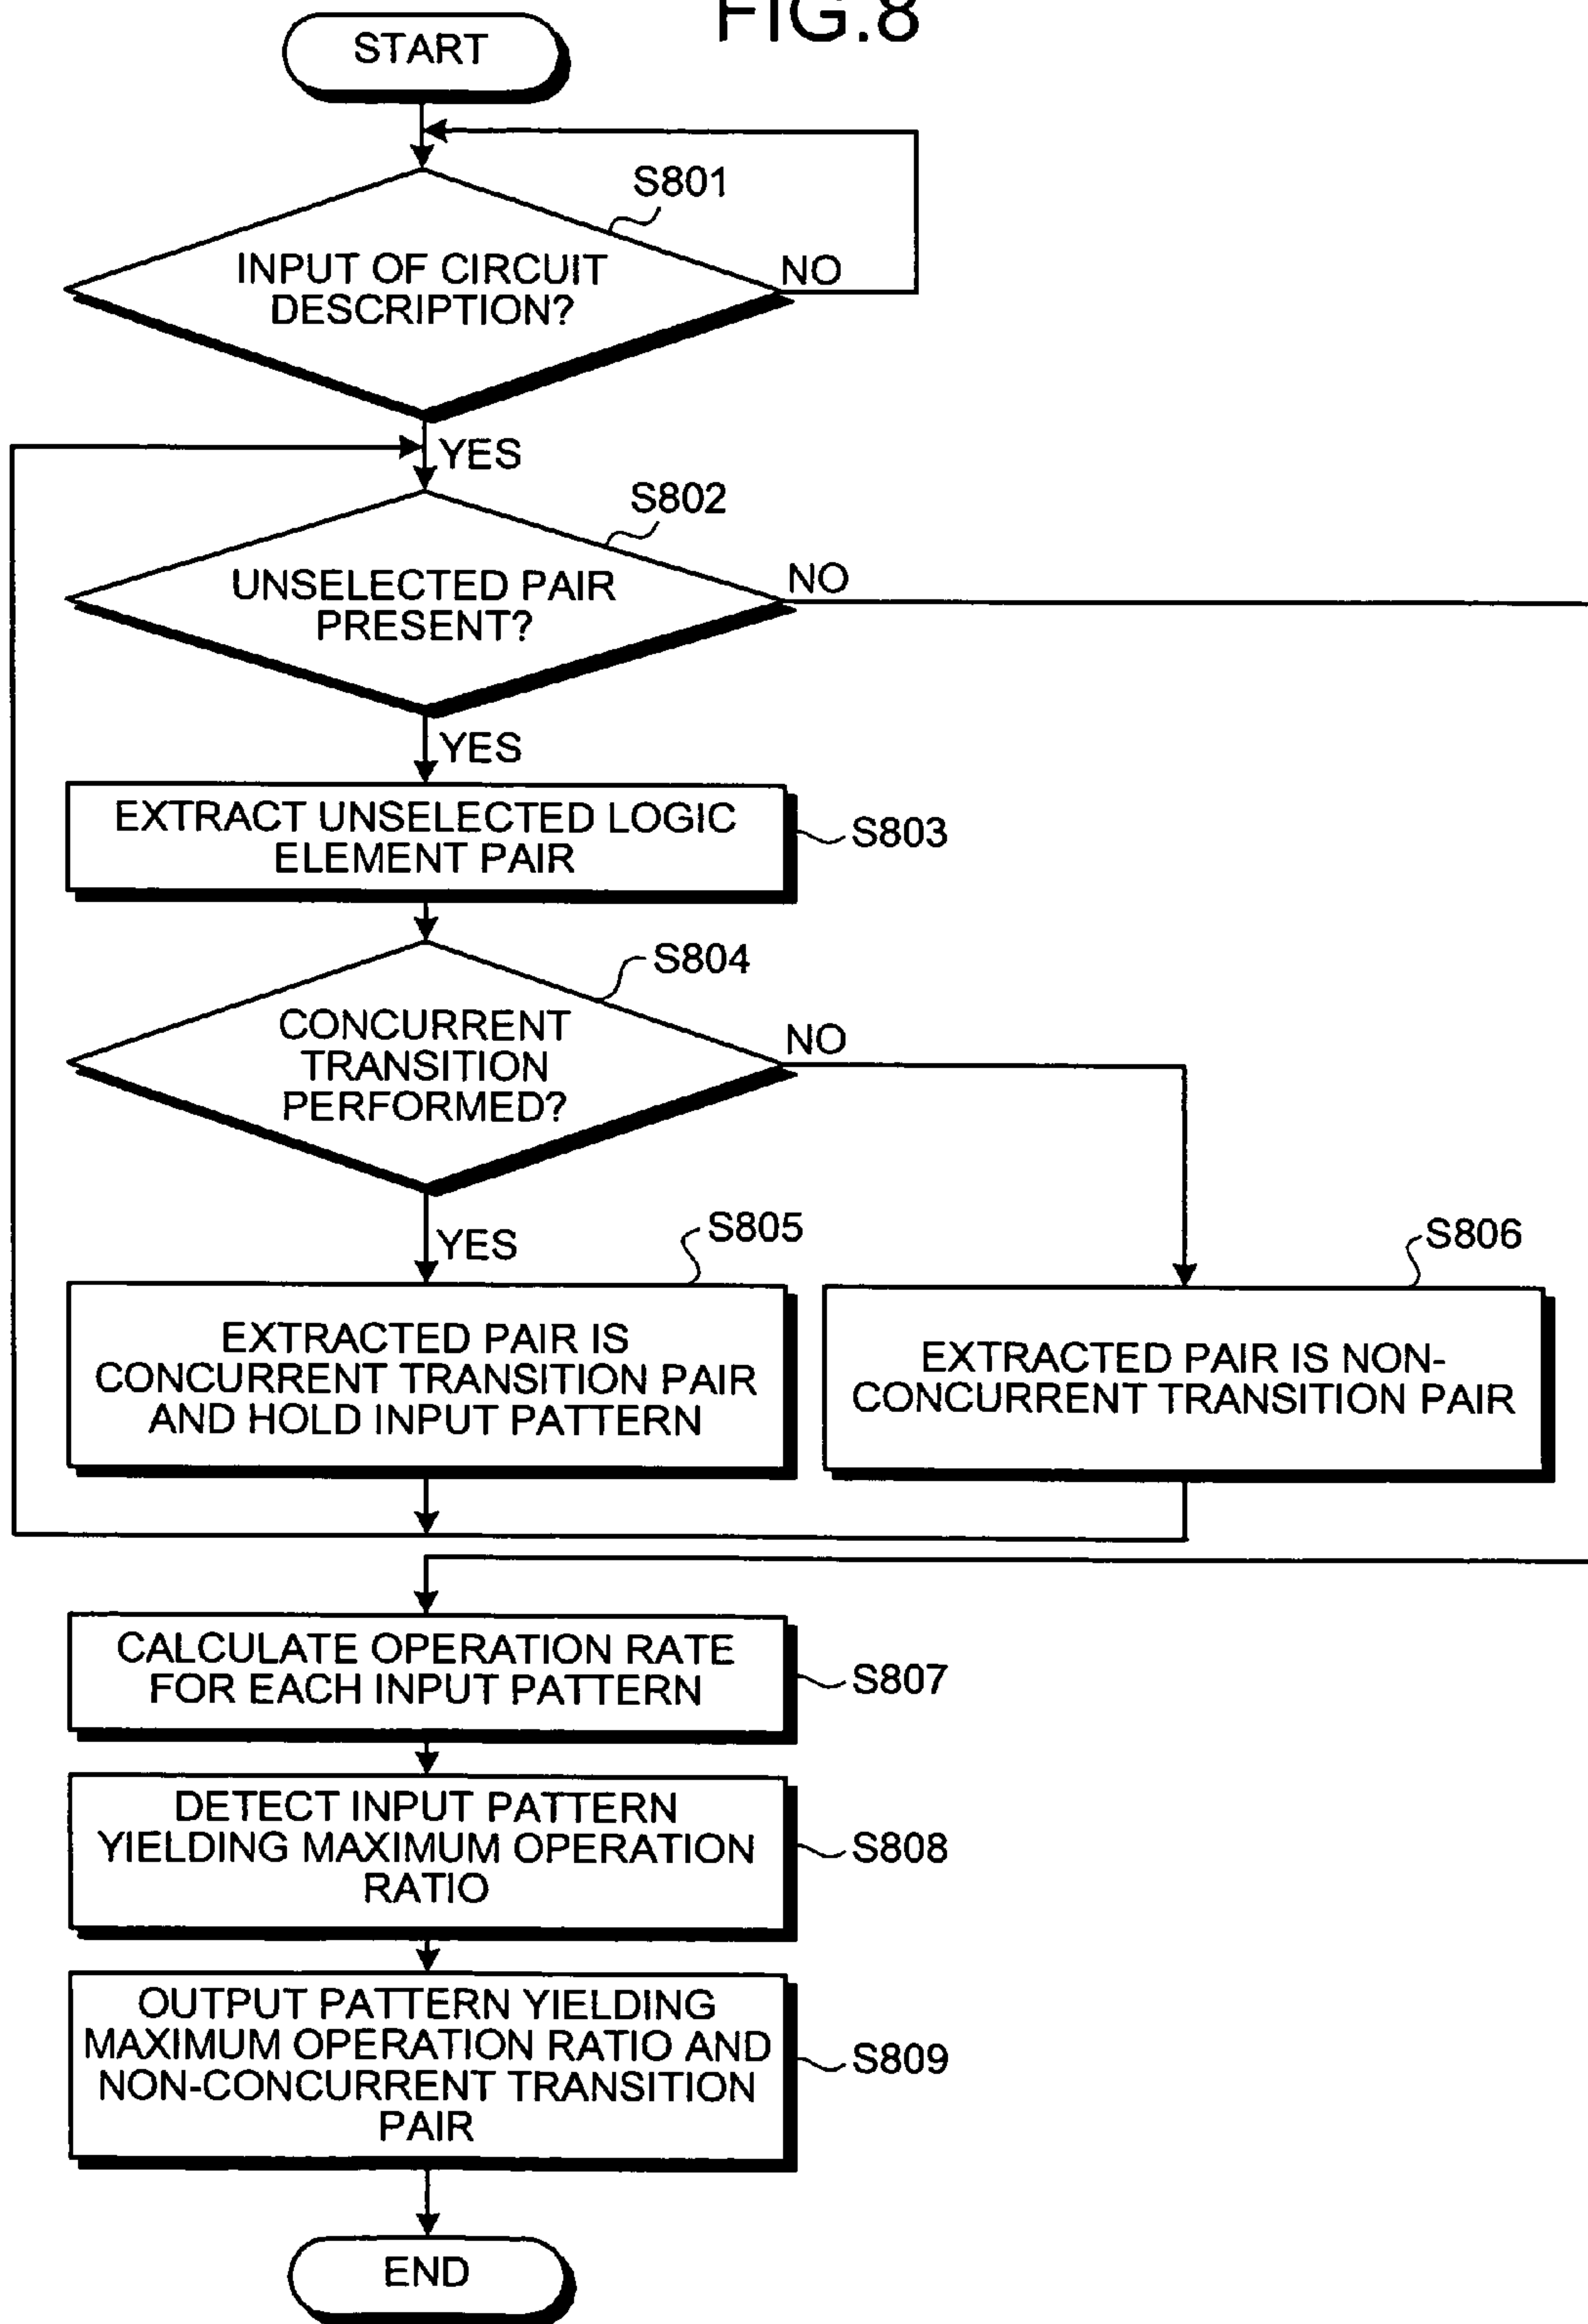 FIG.8
START
S801
INPUT OF CIRCUIT
DESCRIPTION?
NO
YES
S802
UNSELECTED PAIR
PRESENT?
NO
YES
EXTRACT UNSELECTED LOGIC
ELEMENT PAIR
S803
S804
CONCURRENT
TRANSITION
PERFORMED?
NO
YES
S805
S806
EXTRACTED PAIR IS
CONCURRENT TRANSITION PAIR
AND HOLD INPUT PATTERN
EXTRACTED PAIR IS NON-
CONCURRENT TRANSITION PAIR
CALCULATE OPERATION RATE
FOR EACH INPUT PATTERN
S807
DETECT INPUT PATTERN
YIELDING MAXIMUM OPERATION
RATIO
S808
OUTPUT PATTERN YIELDING
MAXIMUM OPERATION RATIO AND
NON-CONCURRENT TRANSITION
PAIR
S809
END